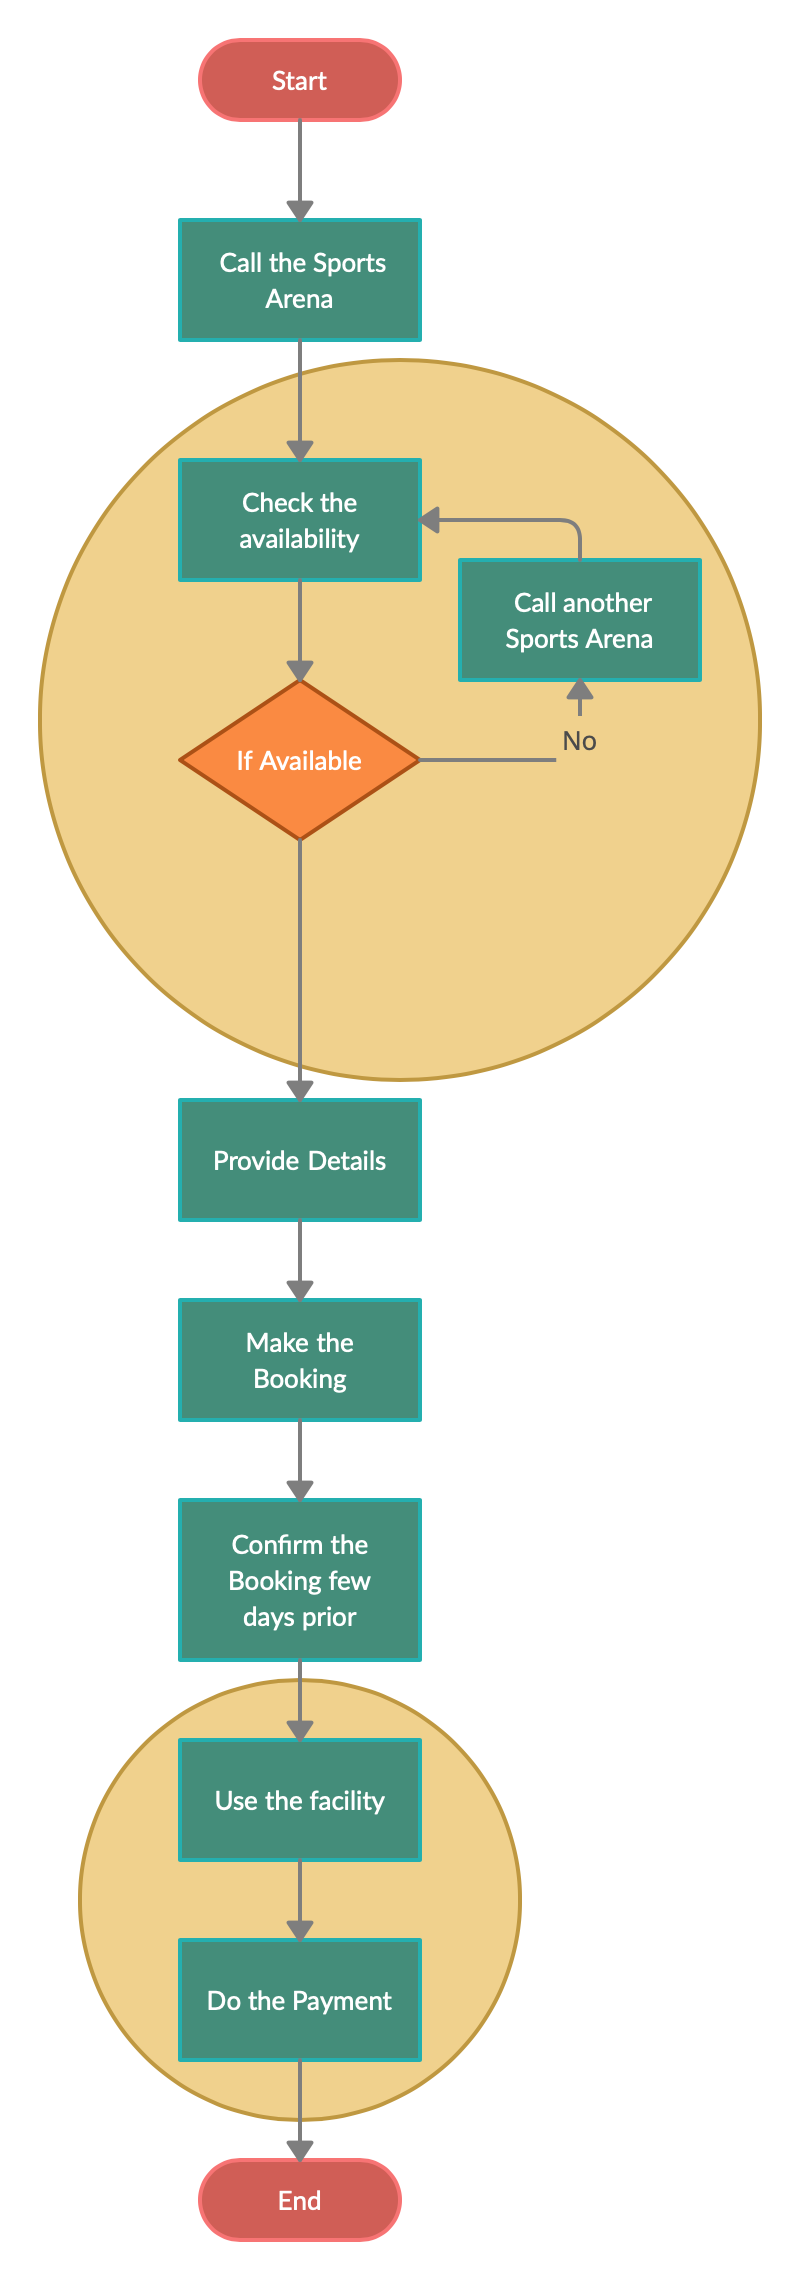 Start
Call the Sports
Arena
Check the
availability
Call another
Sports Arena
If Available
No
Provide Details
Make the
Booking
Confirm the
Booking few
days prior
Use the facility
Do the Payment
End